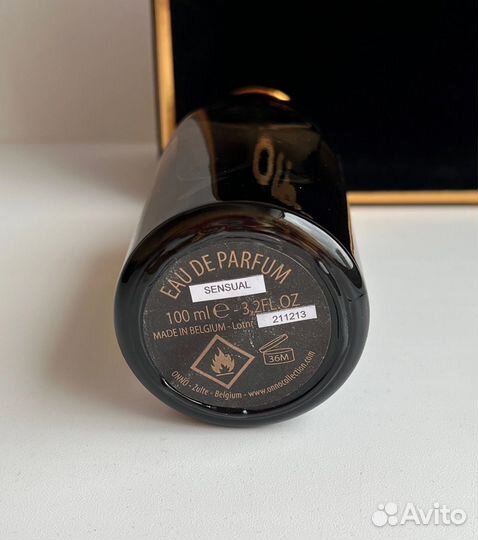 EAU DE PARFUM
SENSUAL
100 ml e - 3,2FL.OZ
MADE IN BELGIUM - Lotnr 211213
36M
ONNO - Zulte - Belgium - www.onnocollection.com
Avito